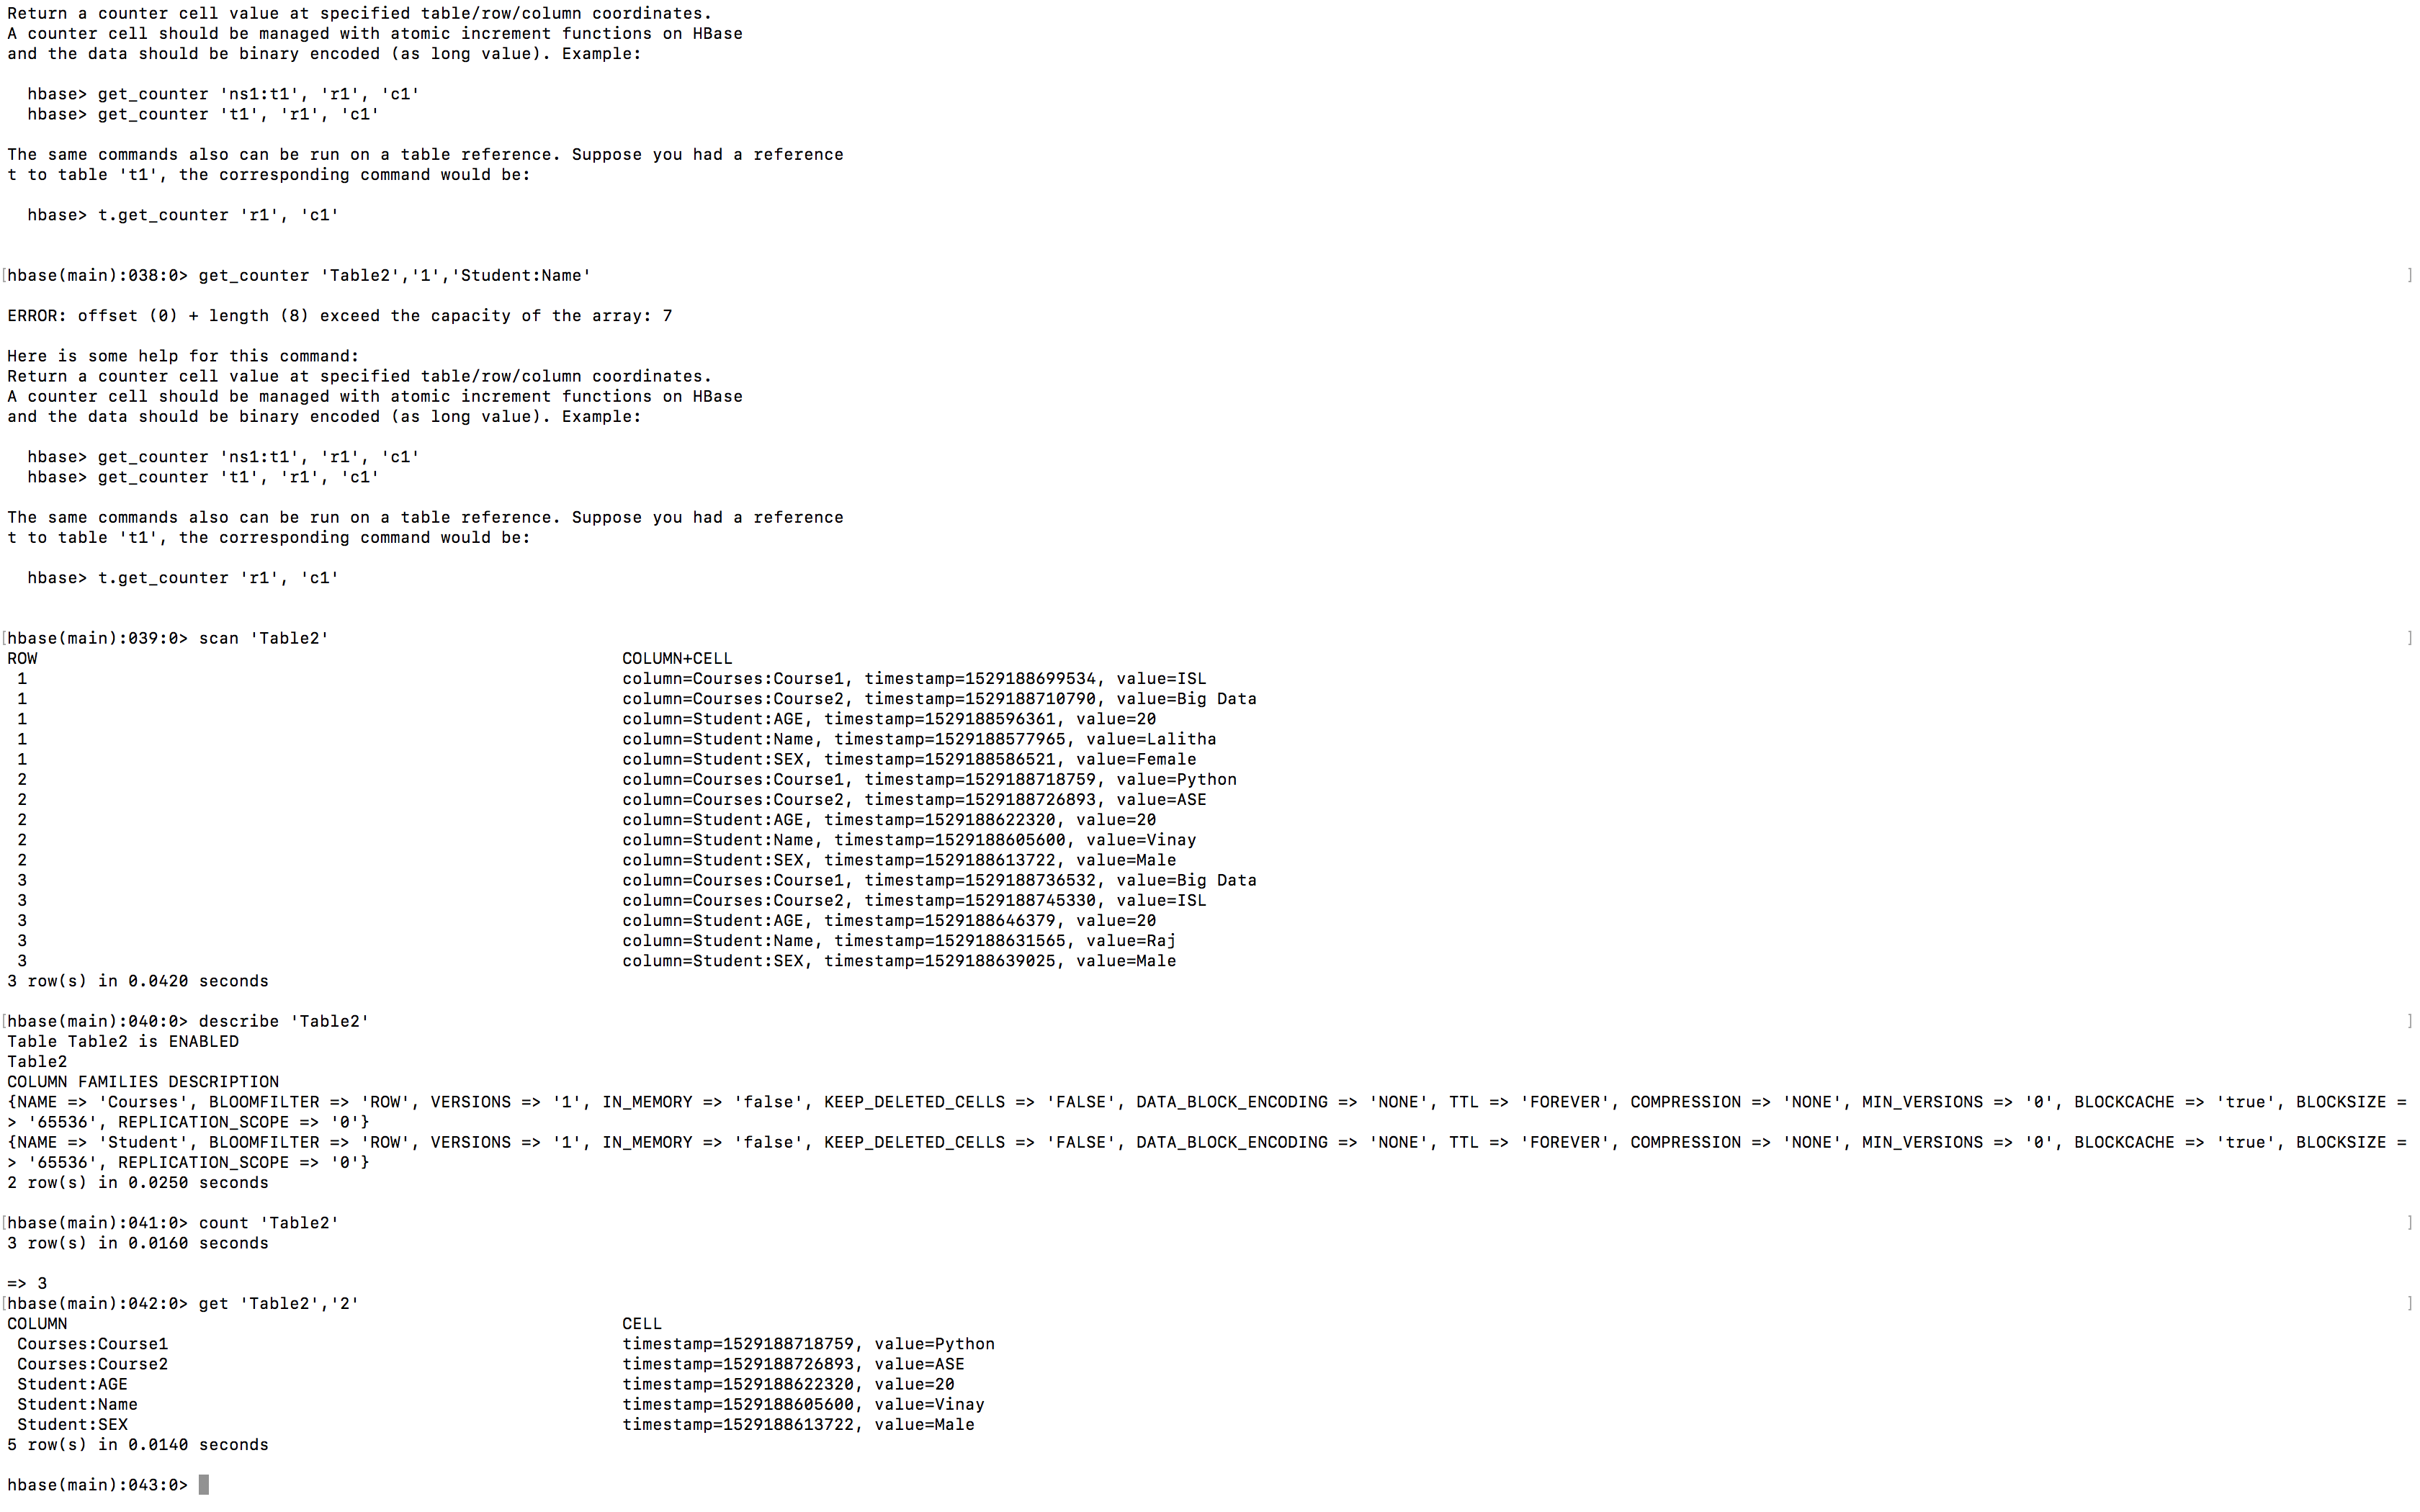 Return a counter cell value at specified table/row/column coordinates.
A counter cell should be managed with atomic increment functions on HBase
and the data should be binary encoded (as long value). Example:
hbase> get_counter 'ns1:t1', 'r1', 'c1'
hbase> get_counter 't1', 'r1', 'c1'
The same commands also can be run on a table reference. Suppose you had a reference
t to table 't1', the corresponding command would be:
hbase> t.get_counter 'r1', 'c1'
[hbase(main):038:0> get_counter 'Table2','1','Student:Name' ]
ERROR: offset (0) + length (8) exceed the capacity of the array: 7
Here is some help for this command:
Return a counter cell value at specified table/row/column coordinates.
A counter cell should be managed with atomic increment functions on HBase
and the data should be binary encoded (as long value). Example:
hbase> get_counter 'ns1:t1', 'r1', 'c1'
hbase> get_counter 't1', 'r1', 'c1'
The same commands also can be run on a table reference. Suppose you had a reference
t to table 't1', the corresponding command would be:
hbase> t.get_counter 'r1', 'c1'
[hbase(main):039:0> scan 'Table2' ]
ROW COLUMN+CELL
1 column=Courses:Course1, timestamp=1529188699534, value=ISL
1 column=Courses:Course2, timestamp=1529188710790, value=Big Data
1 column=Student:AGE, timestamp=1529188596361, value=20
1 column=Student:Name, timestamp=1529188577965, value=Lalitha
1 column=Student:SEX, timestamp=1529188586521, value=Female
2 column=Courses:Course1, timestamp=1529188718759, value=Python
2 column=Courses:Course2, timestamp=1529188726893, value=ASE
2 column=Student:AGE, timestamp=1529188622320, value=20
2 column=Student:Name, timestamp=1529188605600, value=Vinay
2 column=Student:SEX, timestamp=1529188613722, value=Male
3 column=Courses:Course1, timestamp=1529188736532, value=Big Data
3 column=Courses:Course2, timestamp=1529188745330, value=ISL
3 column=Student:AGE, timestamp=1529188646379, value=20
3 column=Student:Name, timestamp=1529188631565, value=Raj
3 column=Student:SEX, timestamp=1529188639025, value=Male
3 row(s) in 0.0420 seconds
[hbase(main):040:0> describe 'Table2' ]
Table Table2 is ENABLED
Table2
COLUMN FAMILIES DESCRIPTION
{NAME => 'Courses', BLOOMFILTER => 'ROW', VERSIONS => '1', IN_MEMORY => 'false', KEEP_DELETED_CELLS => 'FALSE', DATA_BLOCK_ENCODING => 'NONE', TTL => 'FOREVER', COMPRESSION => 'NONE', MIN_VERSIONS => '0', BLOCKCACHE => 'true', BLOCKSIZE =
> '65536', REPLICATION_SCOPE => '0'}
{NAME => 'Student', BLOOMFILTER => 'ROW', VERSIONS => '1', IN_MEMORY => 'false', KEEP_DELETED_CELLS => 'FALSE', DATA_BLOCK_ENCODING => 'NONE', TTL => 'FOREVER', COMPRESSION => 'NONE', MIN_VERSIONS => '0', BLOCKCACHE => 'true', BLOCKSIZE =
> '65536', REPLICATION_SCOPE => '0'}
2 row(s) in 0.0250 seconds
[hbase(main):041:0> count 'Table2' ]
3 row(s) in 0.0160 seconds
=> 3
[hbase(main):042:0> get 'Table2','2' ]
COLUMN CELL
Courses:Course1 timestamp=1529188718759, value=Python
Courses:Course2 timestamp=1529188726893, value=ASE
Student:AGE timestamp=1529188622320, value=20
Student:Name timestamp=1529188605600, value=Vinay
Student:SEX timestamp=1529188613722, value=Male
5 row(s) in 0.0140 seconds
hbase(main):043:0>